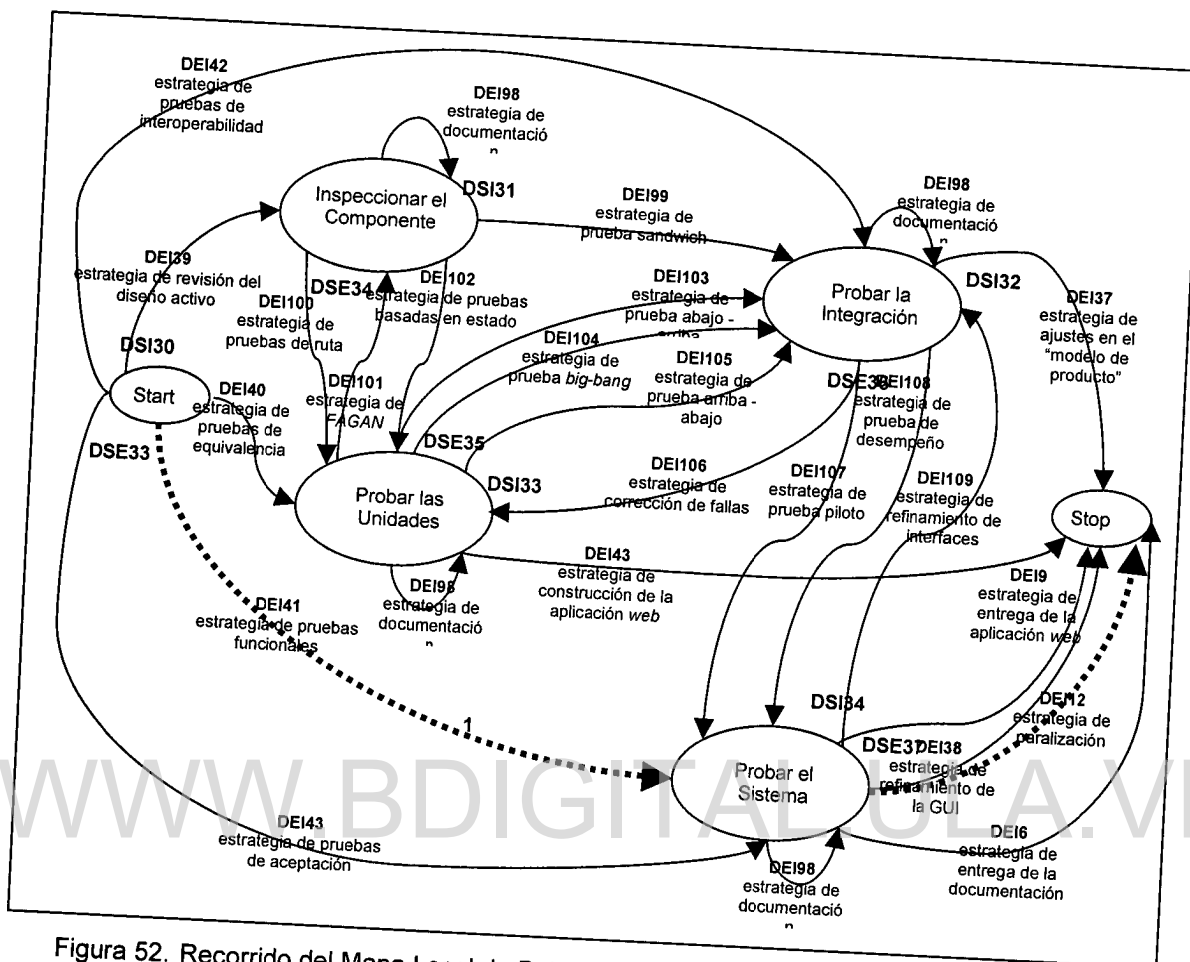 DEI42
estrategia de
pruebas de
interoperabilidad
DEI98
estrategia de
documentació
n
Inspeccionar el
Componente
DSI31
DEI99
estrategia de
prueba sandwich
DEI98
estrategia de
documentació
n
DEI39
estrategia de revisión del
diseño activo
DSE34
DEI102
estrategia de pruebas
basadas en estado
DEI100
estrategia de
pruebas de ruta
DEI103
estrategia de
prueba abajo -
arriba
Probar la
Integración
DSI32
DEI37
estrategia de
ajustes en el
"modelo de
producto"
DSI30
Start
DSE33
DEI40
estrategia de
pruebas de
equivalencia
DEI101
estrategia de
FAGAN
DEI104
estrategia de
prueba big-bang
DEI105
estrategia de
prueba arriba -
abajo
DSE36
DEI108
estrategia de
prueba de
desempeño
DSE35
DSI33
Probar las
Unidades
DEI106
estrategia de
corrección de fallas
DEI107
estrategia de
prueba piloto
DEI109
estrategia de
refinamiento de
interfaces
Stop
DEI43
estrategia de
construcción de la
aplicación web
DEI98
estrategia de
documentació
n
DEI9
estrategia de
entrega de la
aplicación web
DEI41
estrategia de pruebas
funcionales
1
DSI34
DEI12
estrategia de
paralización
Probar el
Sistema
DSE37
DEI38
estrategia de
refinamiento de
la GUI
DEI43
estrategia de pruebas
de aceptación
DEI98
estrategia de
documentació
n
DEI6
estrategia de
entrega de la
documentación
WWW.BDIGITAL.ULA.VE
Figura 52. Recorrido del Mapa